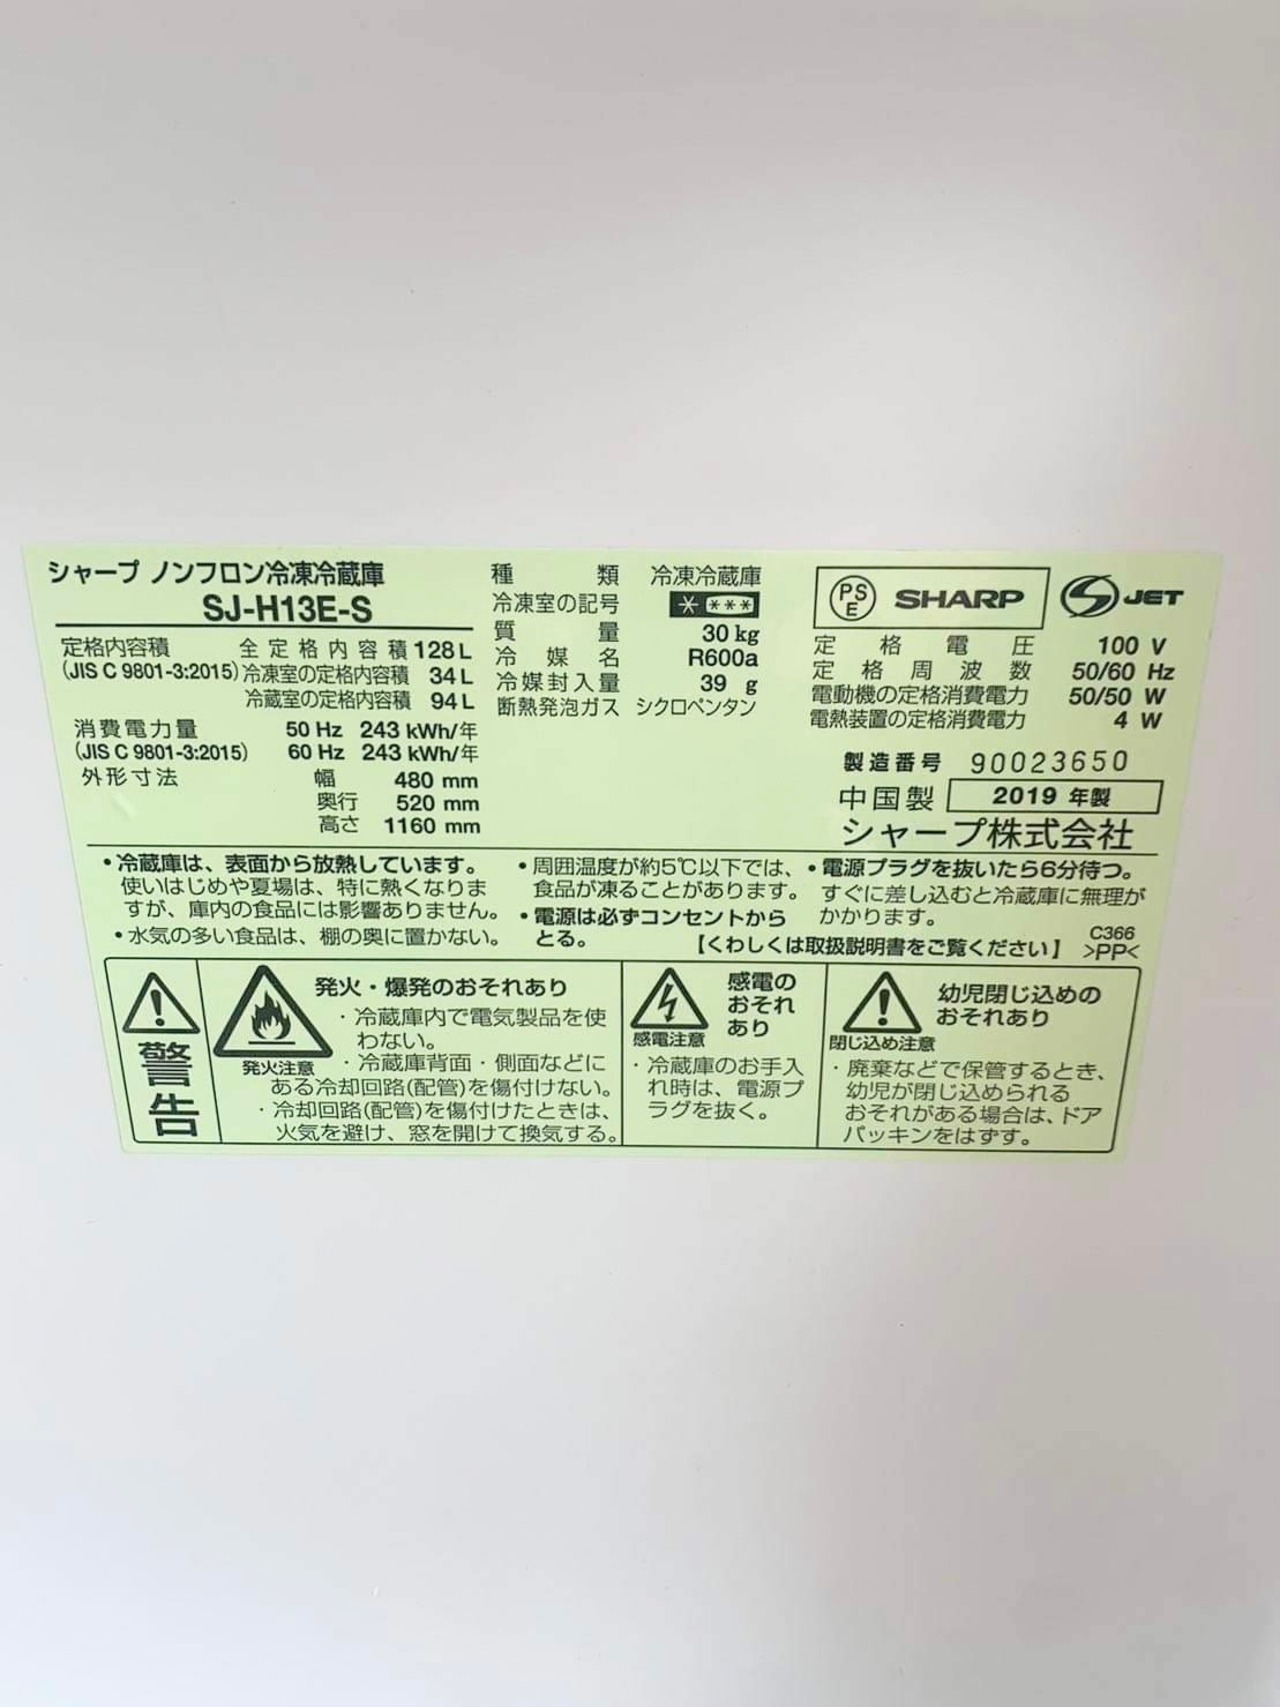 シャープ ノンフロン冷凍冷蔵庫
SJ-H13E-S
定格内容積 全定格内容積 128L
(JIS C 9801-3:2015) 冷凍室の定格内容積 34L
冷蔵室の定格内容積 94L
消費電力量 50 Hz 243 kWh/年
(JIS C 9801-3:2015) 60 Hz 243 kWh/年
外形寸法 幅 480 mm
奥行 520 mm
高さ 1160 mm
種類 冷凍冷蔵庫
冷凍室の記号 * ***
質量 30 kg
冷媒名 R600a
冷媒封入量 39 g
断熱発泡ガス シクロペンタン
PSE SHARP S JET
定格電圧 100 V
定格周波数 50/60 Hz
電動機の定格消費電力 50/50 W
電熱装置の定格消費電力 4 W
製造番号 90023650
中国製 2019 年製
シャープ株式会社
・冷蔵庫は、表面から放熱しています。
使いはじめや夏場は、特に熱くなりま
すが、庫内の食品には影響ありません。
・水気の多い食品は、棚の奥に置かない。
・周囲温度が約5℃以下では、
食品が凍ることがあります。
・電源は必ずコンセントから
とる。
・電源プラグを抜いたら6分待つ。
すぐに差し込むと冷蔵庫に無理が
かかります。
【くわしくは取扱説明書をご覧ください】
C366
>PP<
警告
発火注意
発火・爆発のおそれあり
・冷蔵庫内で電気製品を使
わない。
・冷蔵庫背面・側面などに
ある冷却回路(配管)を傷付けない。
・冷却回路(配管)を傷付けたときは、
火気を避け、窓を開けて換気する。
感電注意
感電の
おそれ
あり
・冷蔵庫のお手入
れ時は、電源プ
ラグを抜く。
閉じ込め注意
幼児閉じ込めの
おそれあり
・廃棄などで保管するとき、
幼児が閉じ込められる
おそれがある場合は、ドア
パッキンをはずす。